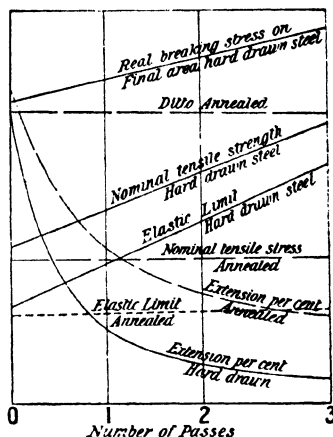 Real breaking stress on
Final area, hard drawn steel
Ditto Annealed
Nominal tensile strength
Hard drawn steel
Elastic Limit
Hard drawn steel
Nominal tensile stress
Annealed
Extension per cent
Annealed
Elastic Limit
Annealed
Extension per cent
Hard drawn
0 1 2 3
Number of Passes